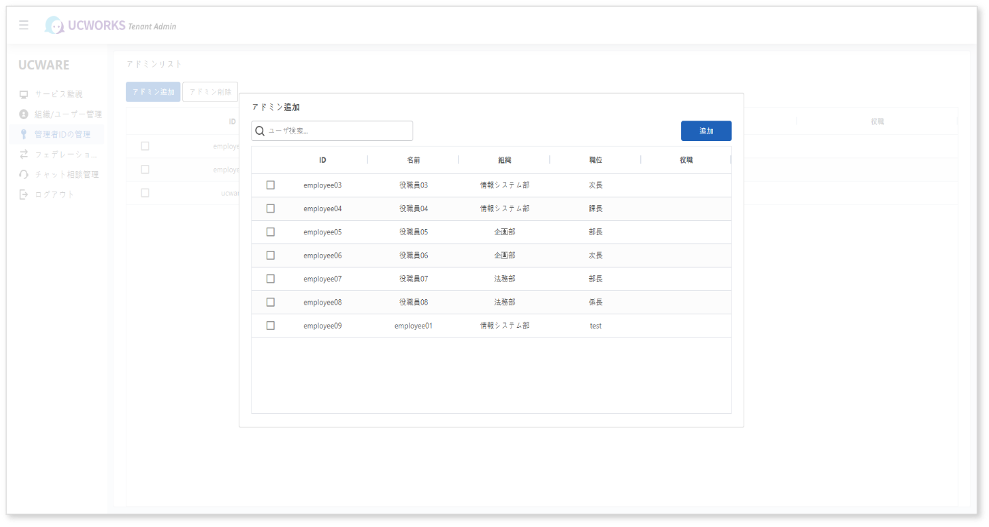 UCWORKS Tenant Admin
UCWARE
サービス動線
組織/ユーザー管理
管理者IDの管理
フェデレーショ...
チャット相談管理
ログアウト
アドミンリスト
アドミン追加 アドミン削除
ID 役職
employe
employe
ucwar
アドミン追加
ユーザ検索...
追加
ID 名前 組織 職位 役職
employee03 役職員03 情報システム部 次長
employee04 役職員04 情報システム部 課長
employee05 役職員05 企画部 部長
employee06 役職員06 企画部 次長
employee07 役職員07 法務部 部長
employee08 役職員08 法務部 係長
employee09 employee01 情報システム部 test